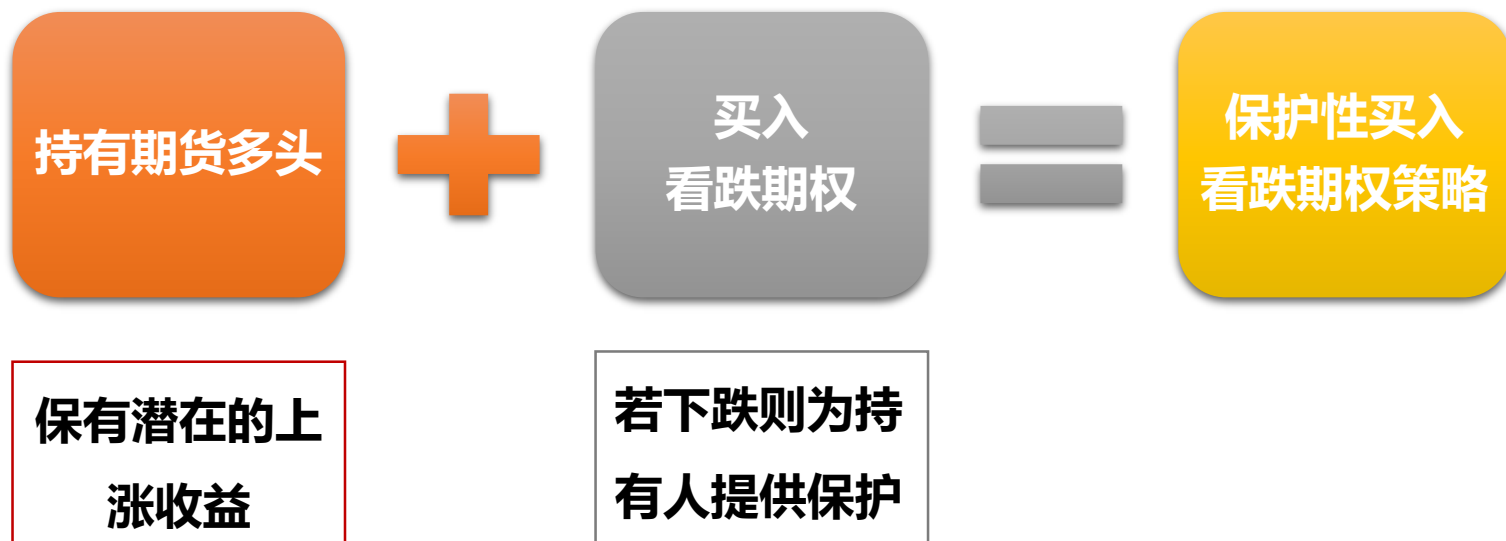 持有期货多头
买入
看跌期权
保护性买入
看跌期权策略
保有潜在的上
涨收益
若下跌则为持
有人提供保护